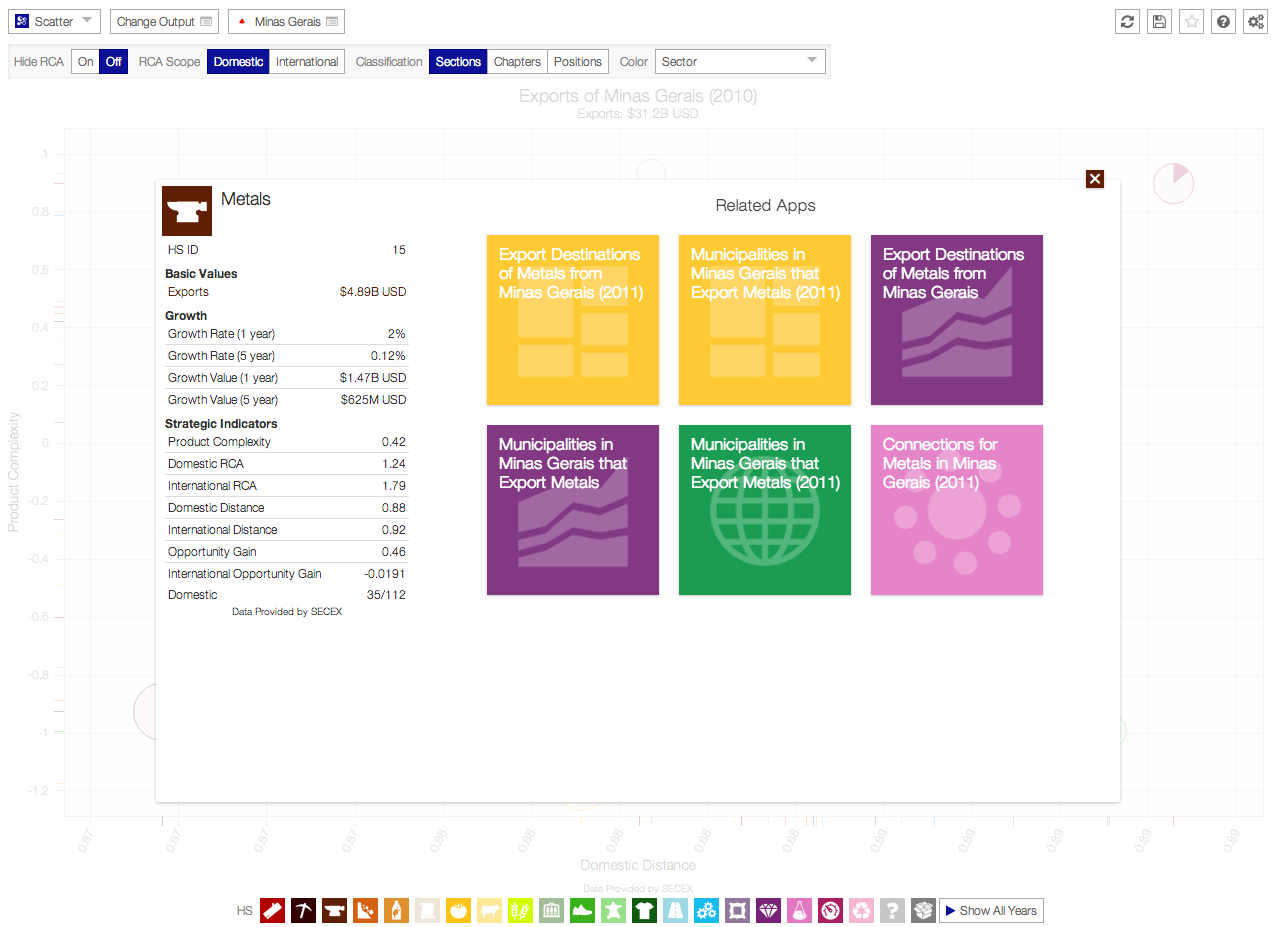 Scatter
Change Output
Minas Gerais
Hide RCA On Off RCA Scope Domestic International Classification Sections Chapters Positions Color Sector
Exports of Minas Gerais (2010)
Exports: $31.2B USD
Product Complexity
1
0.8
0.6
0.4
0.2
0
-0.2
-0.4
-0.6
-0.8
-1
-1.2
Metals
HS ID 15
Basic Values
Exports $4.89B USD
Growth
Growth Rate (1 year) 2%
Growth Rate (5 year) 0.12%
Growth Value (1 year) $1.47B USD
Growth Value (5 year) $625M USD
Strategic Indicators
Product Complexity 0.42
Domestic RCA 1.24
International RCA 1.79
Domestic Distance 0.88
International Distance 0.92
Opportunity Gain 0.46
International Opportunity Gain -0.0191
Domestic 35/112
Data Provided by SECEX
Related Apps
Export Destinations
of Metals from
Minas Gerais (2011)
Municipalities in
Minas Gerais that
Export Metals (2011)
Export Destinations
of Metals from
Minas Gerais
Municipalities in
Minas Gerais that
Export Metals
Municipalities in
Minas Gerais that
Export Metals (2011)
Connections for
Metals in Minas
Gerais (2011)
0.87 0.87 0.87 0.87 0.88 0.88 0.88 0.88 0.88 0.89 0.89 0.89 0.89 0.89
Domestic Distance
Data Provided by SECEX
HS
Show All Years